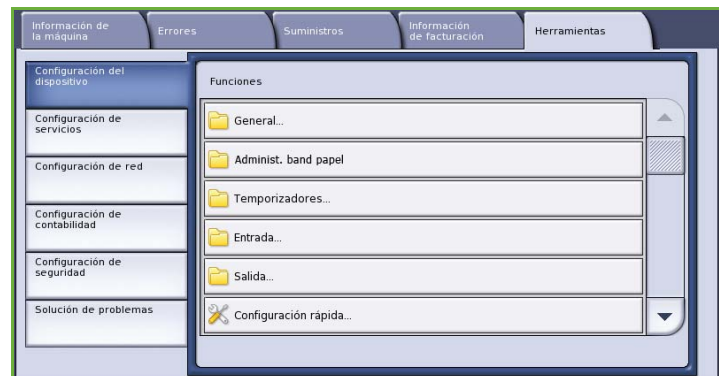 Información de
la máquina
Errores
Suministros
Información
de facturación
Herramientas
Configuración del
dispositivo
Configuración de
servicios
Configuración de red
Configuración de
contabilidad
Configuración de
seguridad
Solución de problemas
Funciones
General...
Administ. band papel
Temporizadores...
Entrada...
Salida...
Configuración rápida...